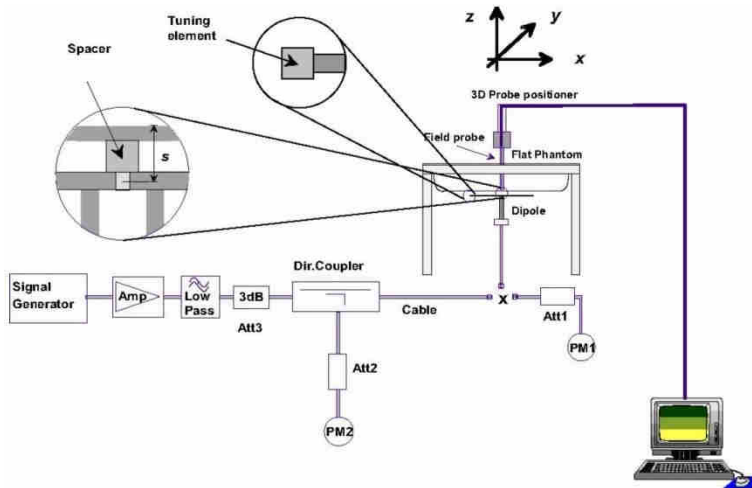 Tuning
element
Spacer
s
z
y
x
3D Probe positioner
Field probe
Flat Phantom
Dipole
Signal
Generator
Amp
Low
Pass
3dB
Att3
Dir.Coupler
Cable
x
Att1
PM1
Att2
PM2